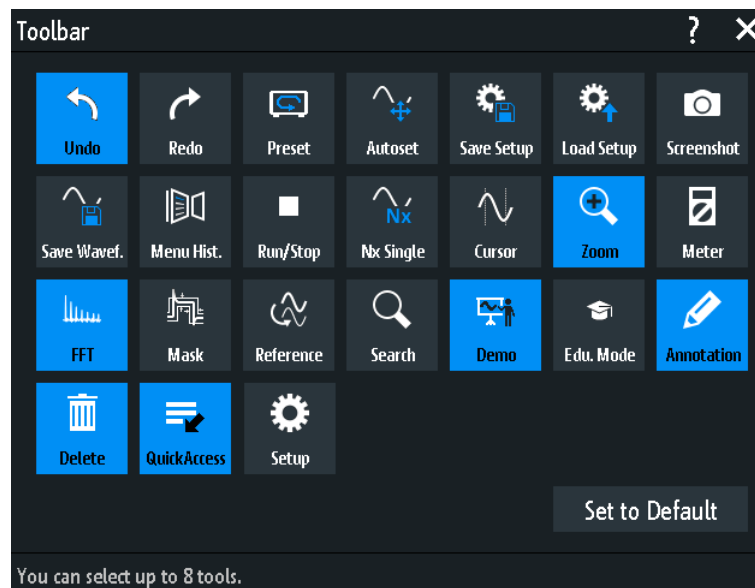 Toolbar ? X
Undo Redo Preset Autoset Save Setup Load Setup Screenshot
Nx
Save Wavef. Menu Hist. Run/Stop Nx Single Cursor Zoom Meter
FFT Mask Reference Search Demo Edu. Mode Annotation
Delete QuickAccess Setup
Set to Default
You can select up to 8 tools.